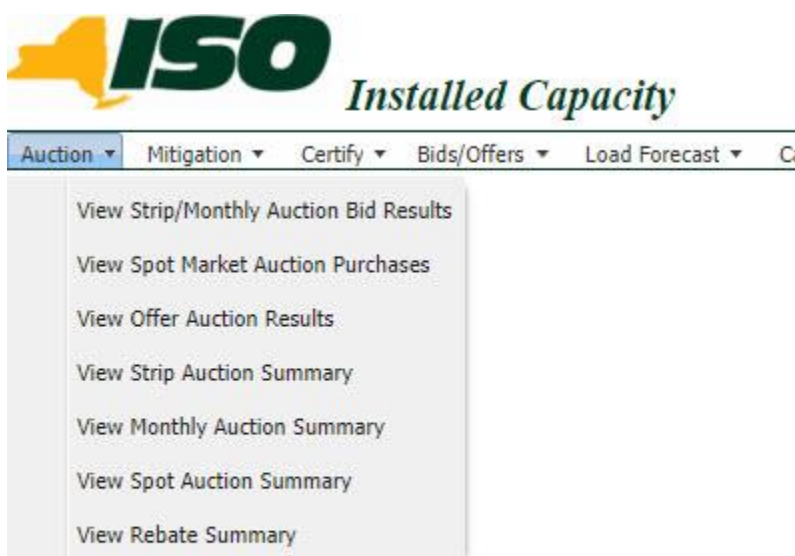 ISO
Installed Capacity
Auction ▾ Mitigation ▾ Certify ▾ Bids/Offers ▾ Load Forecast ▾
View Strip/Monthly Auction Bid Results
View Spot Market Auction Purchases
View Offer Auction Results
View Strip Auction Summary
View Monthly Auction Summary
View Spot Auction Summary
View Rebate Summary